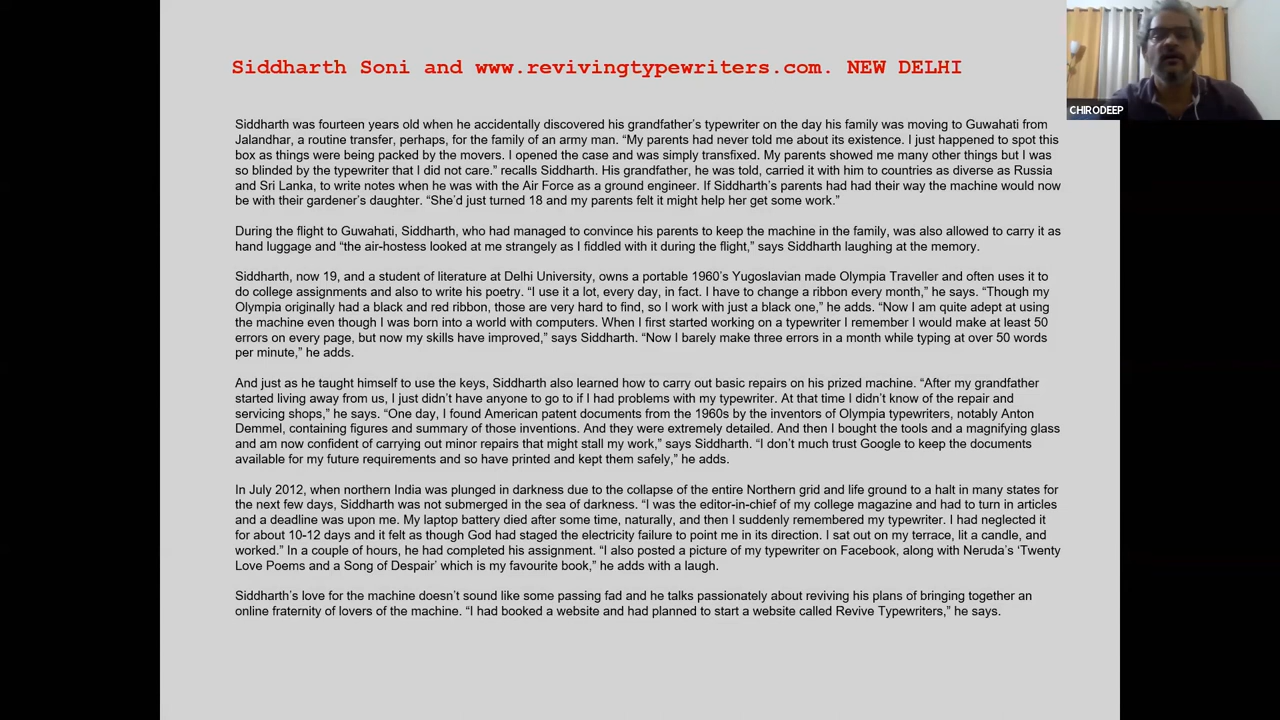 Siddharth Soni and www.revivingtypewriters.com. NEW DELHI
CHIRODEEP
Siddharth was fourteen years old when he accidentally discovered his grandfather’s typewriter on the day his family was moving to Guwahati from
Jalandhar, a routine transfer, perhaps, for the family of an army man. “My parents had never told me about its existence. I just happened to spot this
box as things were being packed by the movers. I opened the case and was simply transfixed. My parents showed me many other things but I was
so blinded by the typewriter that I did not care.” recalls Siddharth. His grandfather, he was told, carried it with him to countries as diverse as Russia
and Sri Lanka, to write notes when he was with the Air Force as a ground engineer. If Siddharth’s parents had had their way the machine would now
be with their gardener’s daughter. “She’d just turned 18 and my parents felt it might help her get some work.”
During the flight to Guwahati, Siddharth, who had managed to convince his parents to keep the machine in the family, was also allowed to carry it as
hand luggage and “the air-hostess looked at me strangely as I fiddled with it during the flight,” says Siddharth laughing at the memory.
Siddharth, now 19, and a student of literature at Delhi University, owns a portable 1960’s Yugoslavian made Olympia Traveller and often uses it to
do college assignments and also to write his poetry. “I use it a lot, every day, in fact. I have to change a ribbon every month,” he says. “Though my
Olympia originally had a black and red ribbon, those are very hard to find, so I work with just a black one,” he adds. “Now I am quite adept at using
the machine even though I was born into a world with computers. When I first started working on a typewriter I remember I would make at least 50
errors on every page, but now my skills have improved,” says Siddharth. “Now I barely make three errors in a month while typing at over 50 words
per minute,” he adds.
And just as he taught himself to use the keys, Siddharth also learned how to carry out basic repairs on his prized machine. “After my grandfather
started living away from us, I just didn’t have anyone to go to if I had problems with my typewriter. At that time I didn’t know of the repair and
servicing shops,” he says. “One day, I found American patent documents from the 1960s by the inventors of Olympia typewriters, notably Anton
Demmel, containing figures and summary of those inventions. And they were extremely detailed. And then I bought the tools and a magnifying glass
and am now confident of carrying out minor repairs that might stall my work,” says Siddharth. “I don’t much trust Google to keep the documents
available for my future requirements and so have printed and kept them safely,” he adds.
In July 2012, when northern India was plunged in darkness due to the collapse of the entire Northern grid and life ground to a halt in many states for
the next few days, Siddharth was not submerged in the sea of darkness. “I was the editor-in-chief of my college magazine and had to turn in articles
and a deadline was upon me. My laptop battery died after some time, naturally, and then I suddenly remembered my typewriter. I had neglected it
for about 10-12 days and it felt as though God had staged the electricity failure to point me in its direction. I sat out on my terrace, lit a candle, and
worked.” In a couple of hours, he had completed his assignment. “I also posted a picture of my typewriter on Facebook, along with Neruda’s ‘Twenty
Love Poems and a Song of Despair’ which is my favourite book,” he adds with a laugh.
Siddharth’s love for the machine doesn’t sound like some passing fad and he talks passionately about reviving his plans of bringing together an
online fraternity of lovers of the machine. “I had booked a website and had planned to start a website called Revive Typewriters,” he says.